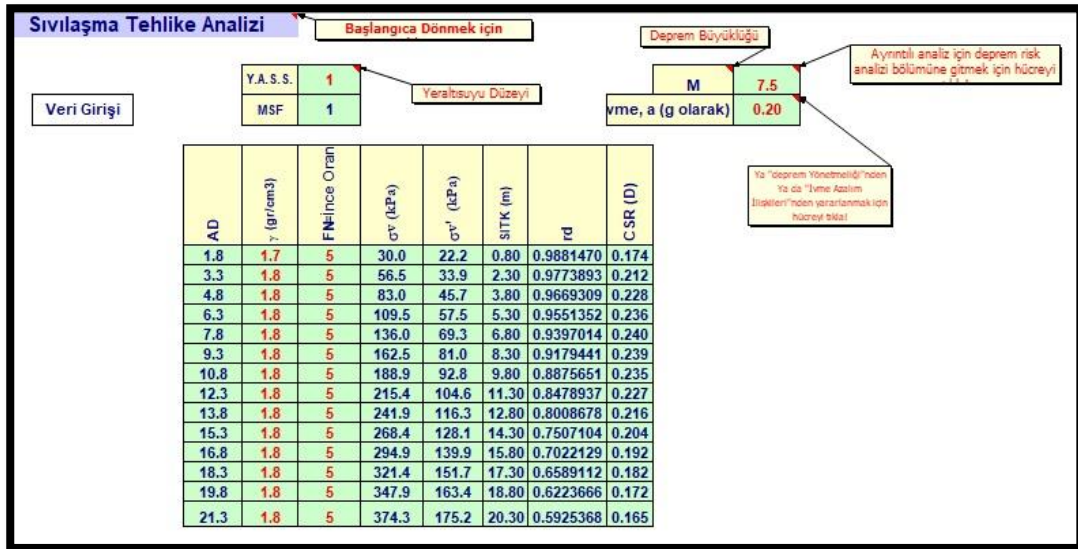 Sıvılaşma Tehlike Analizi
Başlangıca Dönmek için
Deprem Büyüklüğü
Ayrıntılı analiz için deprem risk
analizi bölümüne gitmek için hücreyi
Y.A.S.S. 1
Yeraltısuyu Düzeyi
M 7.5
Veri Girişi
MSF 1
vme, a (g olarak) 0.20
Ya "deprem Yönetmeliği"nden
Ya da "İvme Azalım
İlişkileri"nden yararlanmak için
hücreyi tıkla!
AD γ (gr/cm3) FN=İnce Oran σv (kPa) σv' (kPa) SITK (m) rd CSR (D)
1.8 1.7 5 30.0 22.2 0.80 0.9881470 0.174
3.3 1.8 5 56.5 33.9 2.30 0.9773893 0.212
4.8 1.8 5 83.0 45.7 3.80 0.9669309 0.228
6.3 1.8 5 109.5 57.5 5.30 0.9551352 0.236
7.8 1.8 5 136.0 69.3 6.80 0.9397014 0.240
9.3 1.8 5 162.5 81.0 8.30 0.9179441 0.239
10.8 1.8 5 188.9 92.8 9.80 0.8875651 0.235
12.3 1.8 5 215.4 104.6 11.30 0.8478937 0.227
13.8 1.8 5 241.9 116.3 12.80 0.8008678 0.216
15.3 1.8 5 268.4 128.1 14.30 0.7507104 0.204
16.8 1.8 5 294.9 139.9 15.80 0.7022129 0.192
18.3 1.8 5 321.4 151.7 17.30 0.6589112 0.182
19.8 1.8 5 347.9 163.4 18.80 0.6223666 0.172
21.3 1.8 5 374.3 175.2 20.30 0.5925368 0.165